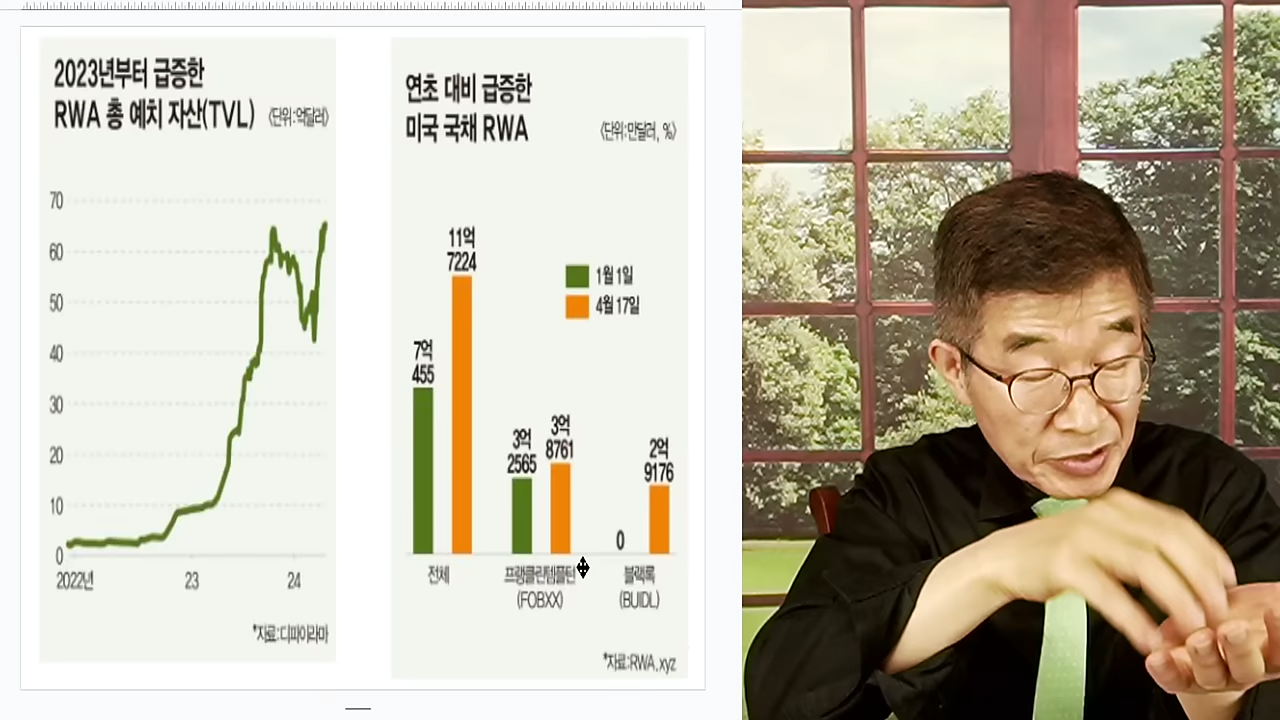 2023년부터 급증한
RWA 총 예치 자산(TVL) 〈단위:억달러〉
70
60
50
40
30
20
10
0
2022년 23 24
*자료:디파이라마
연초 대비 급증한
미국 국채 RWA 〈단위:만달러, %〉
1월 1일
4월 17일
7억
455
11억
7224
3억
2565
3억
8761
0
2억
9176
전체
프랭클린템플턴
(FOBXX)
블랙록
(BUIDL)
*자료:RWA.xyz